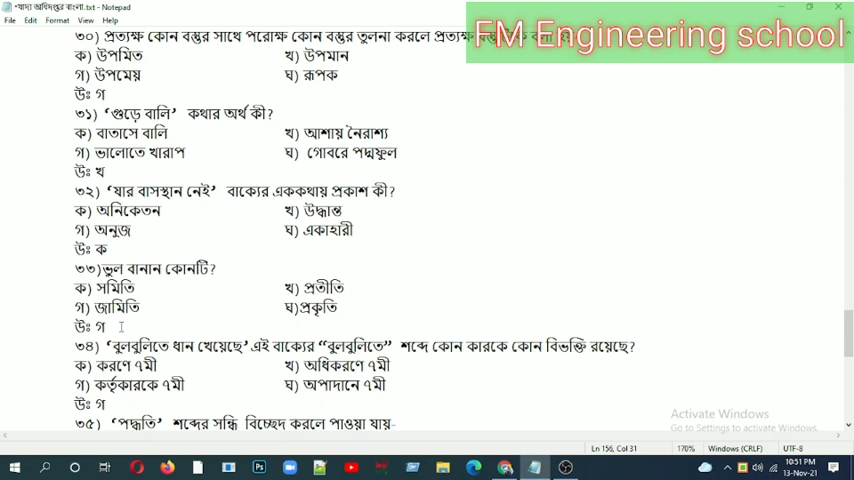 *খাদ্য অধিদপ্তর বাংলা.txt - Notepad
File Edit Format View Help
FM Engineering school
৩০) প্রত্যক্ষ কোন বস্তুর সাথে পরোক্ষ কোন বস্তুর তুলনা করলে প্রত্যক্ষ
ক) উপমিত খ) উপমান
গ) উপমেয় ঘ) রূপক
উঃ গ
৩১) ‘গুড়ে বালি’ কথার অর্থ কী?
ক) বাতাসে বালি খ) আশায় নৈরাশ্য
গ) ভালোতে খারাপ ঘ) গোবরে পদ্মফুল
উঃ খ
৩২) ‘যার বাসস্থান নেই’ বাক্যের এককথায় প্রকাশ কী?
ক) অনিকেতন খ) উদ্ধান্ত
গ) অনুজ ঘ) একাহারী
উঃ ক
৩৩)ভুল বানান কোনটি?
ক) সমিতি খ) প্রতীতি
গ) জামিতি ঘ)প্রকৃতি
উঃ গ
৩৪) ‘বুলবুলিতে ধান খেয়েছে’ এই বাক্যের “বুলবুলিতে” শব্দে কোন কারকে কোন বিভক্তি রয়েছে?
ক) করণে ৭মী খ) অধিকরণে ৭মী
গ) কর্তৃকারকে ৭মী ঘ) অপাদানে ৭মী
উঃ গ
৩৫) ‘পদ্ধতি’ শব্দের সন্ধি বিচ্ছেদ করলে পাওয়া যায়-
Activate Windows
Go to Settings to activate Windows.
Ln 156, Col 31 170% Windows (CRLF) UTF-8
10:51 PM
13-Nov-21